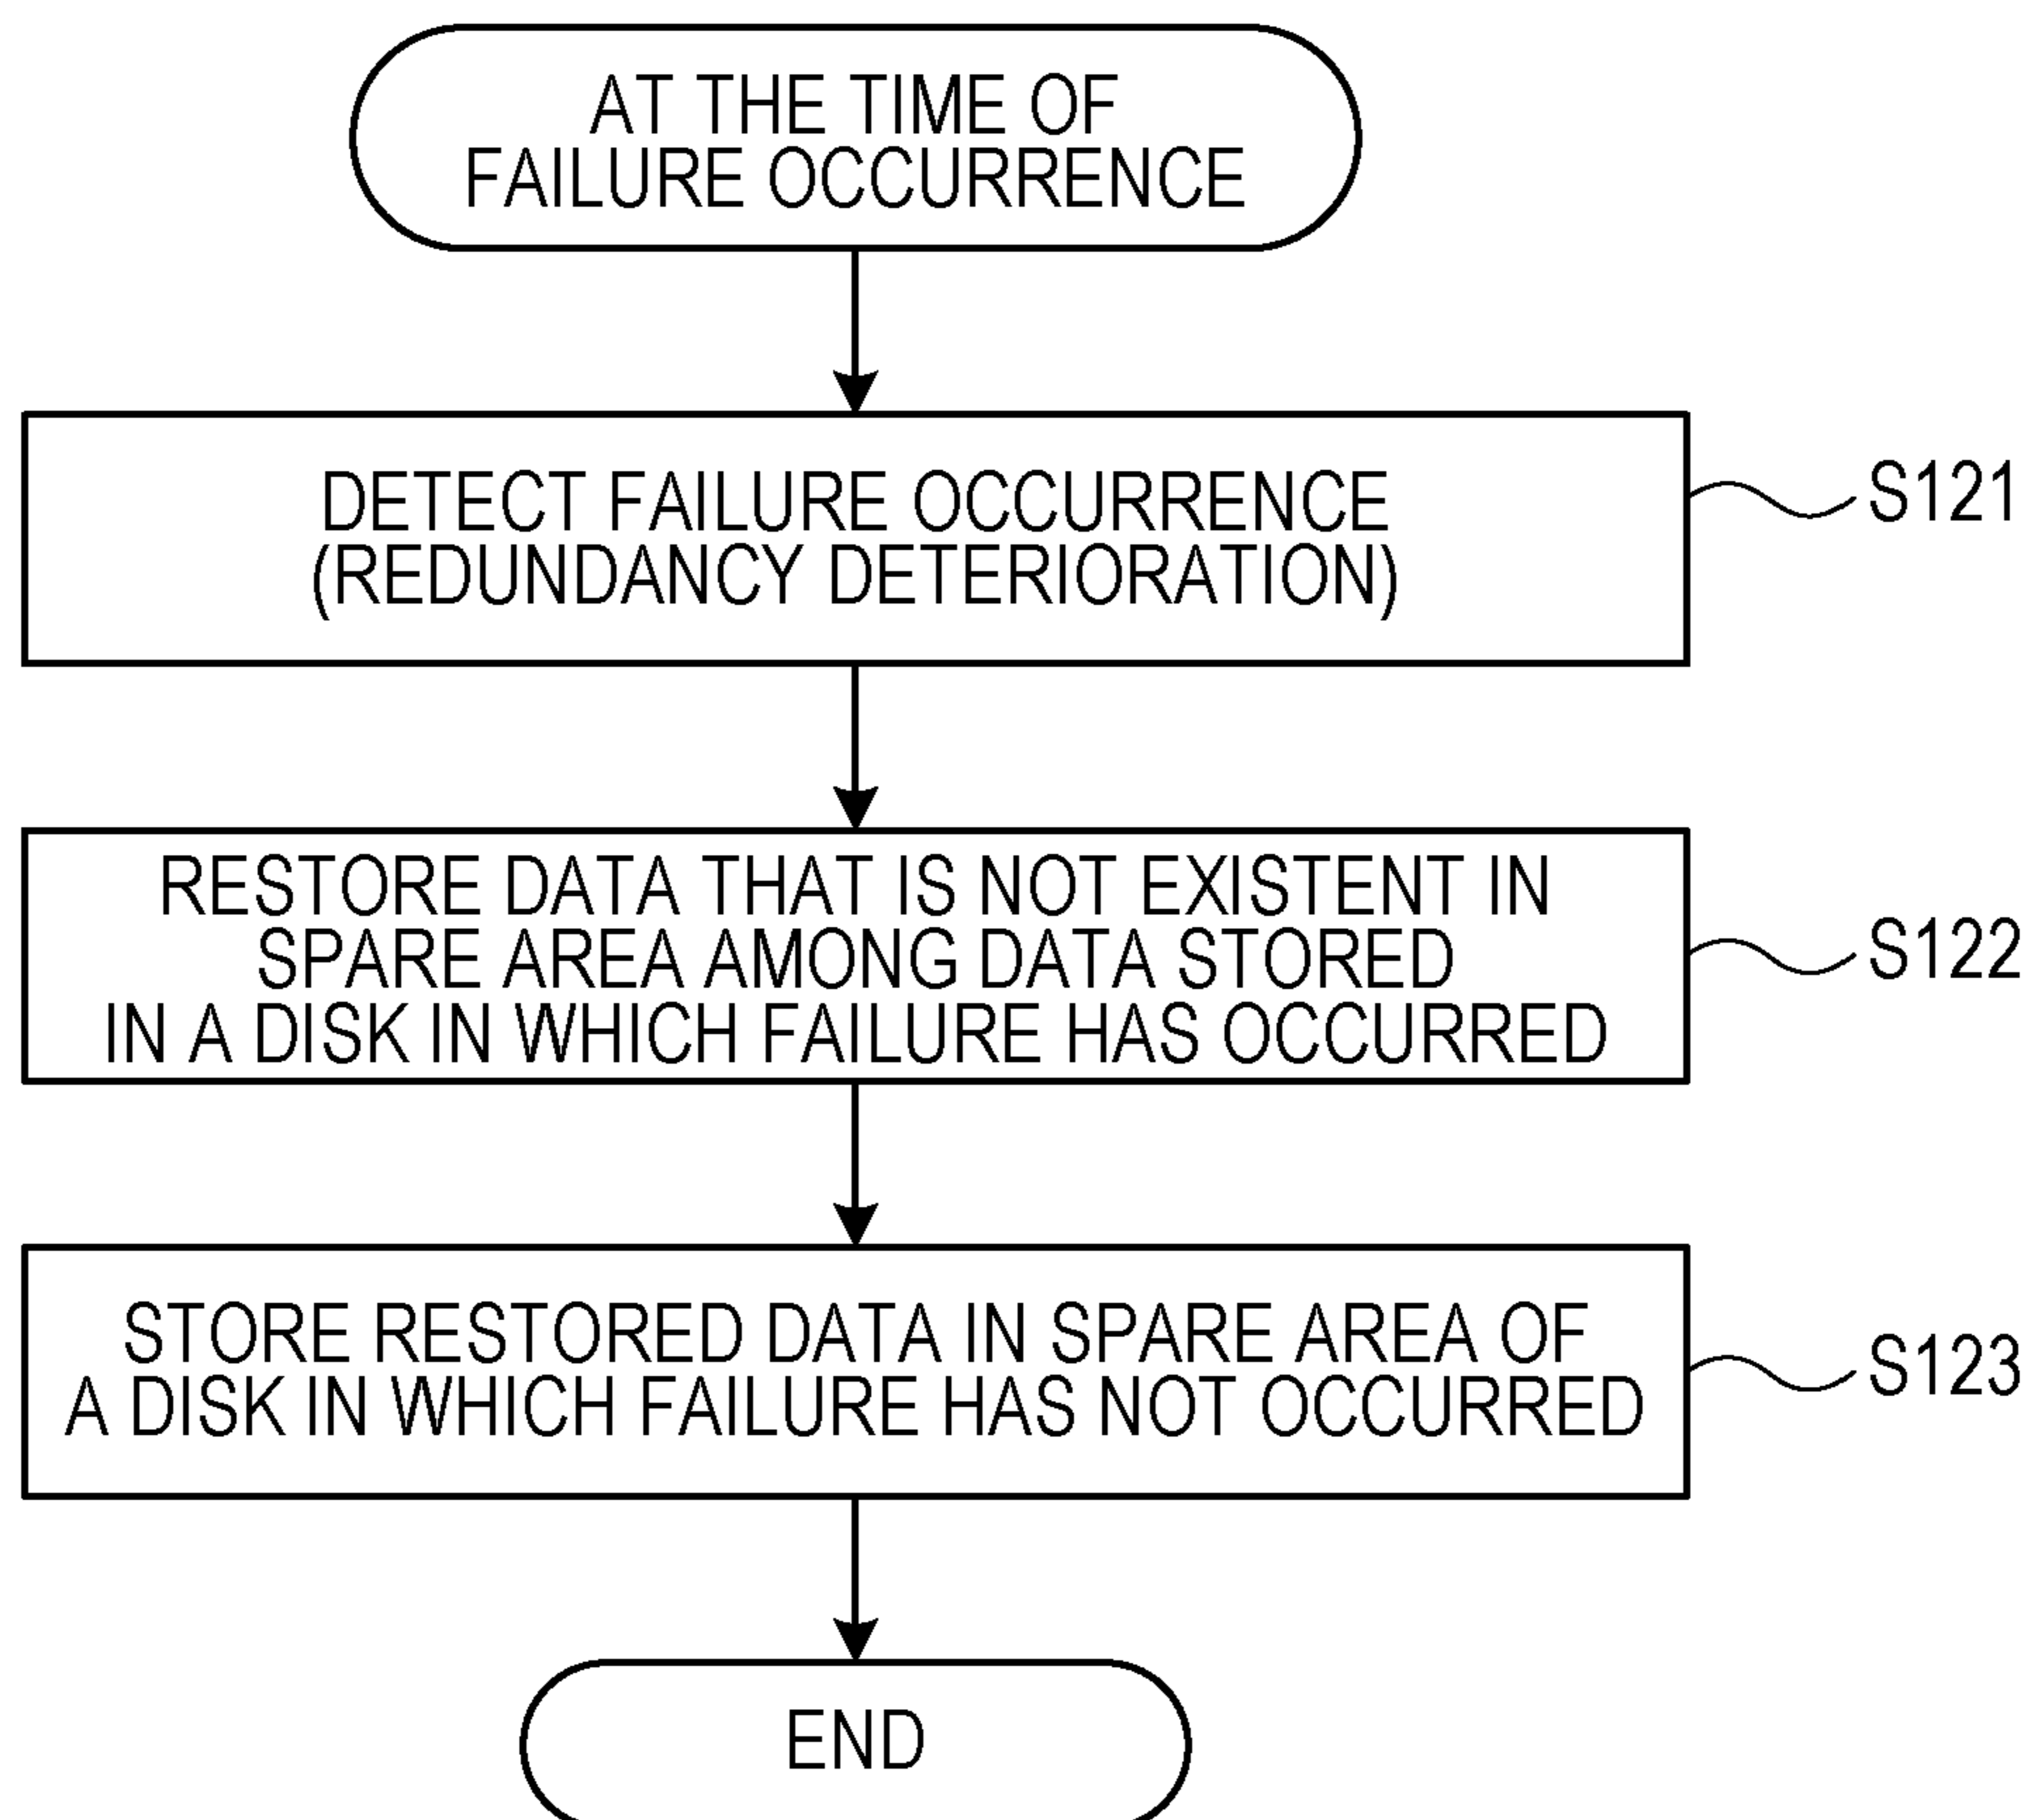 AT THE TIME OF
FAILURE OCCURRENCE
DETECT FAILURE OCCURRENCE
(REDUNDANCY DETERIORATION)
S121
RESTORE DATA THAT IS NOT EXISTENT IN
SPARE AREA AMONG DATA STORED
IN A DISK IN WHICH FAILURE HAS OCCURRED
S122
STORE RESTORED DATA IN SPARE AREA OF
A DISK IN WHICH FAILURE HAS NOT OCCURRED
S123
END